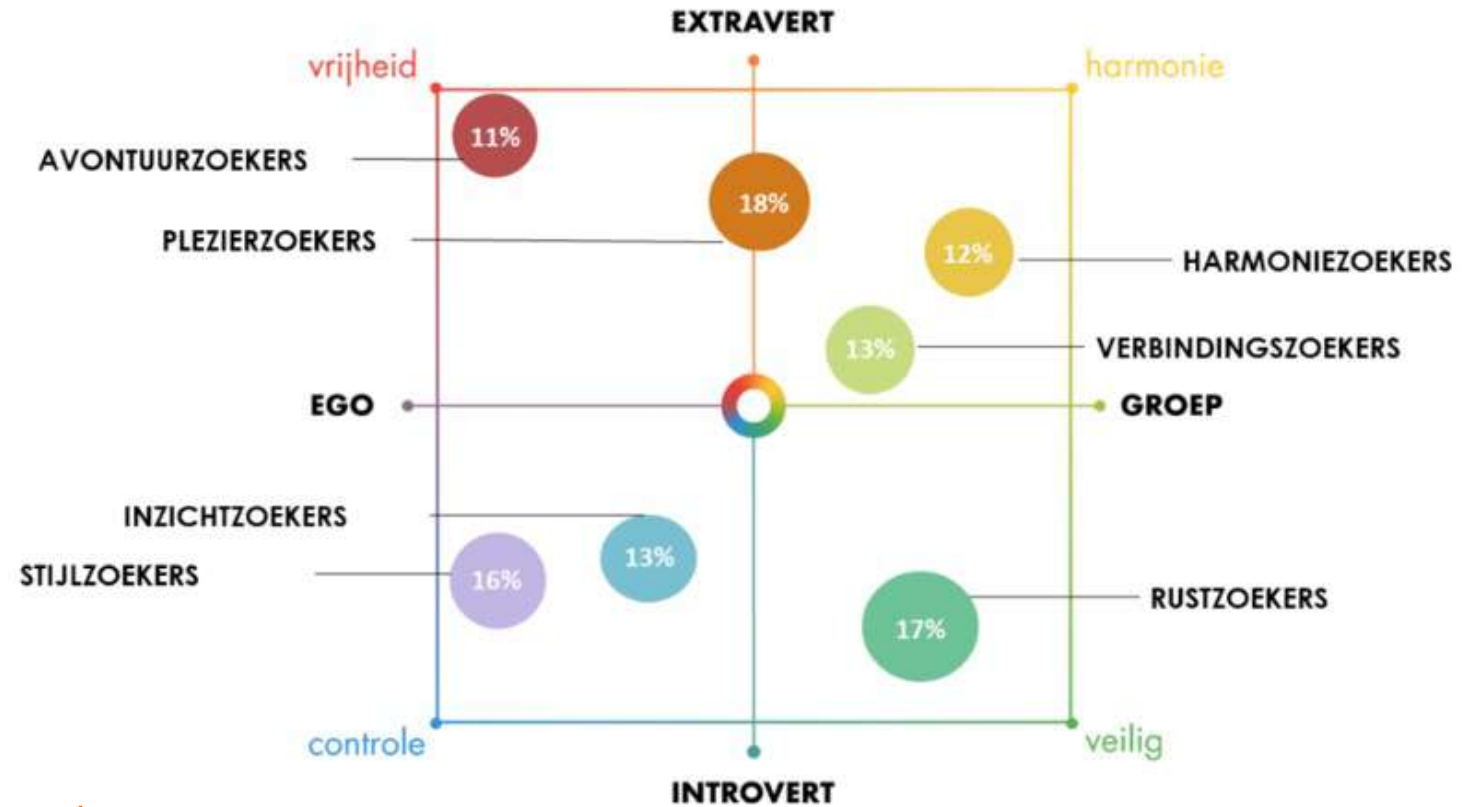 EXTRAVERT
vrijheid
harmonie
11%
AVONTUURZOEKERS
18%
PLEZIERZOEKERS
12%
HARMONIEZOEKERS
13%
VERBINDINGSZOEKERS
EGO
GROEP
INZICHTZOEKERS
13%
STIJLZOEKERS
16%
RUSTZOEKERS
17%
controle
veilig
INTROVERT